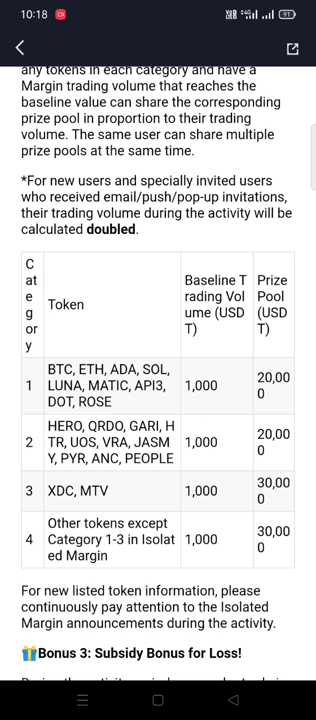 10:18
4G
91
any tokens in each category and have a
Margin trading volume that reaches the
baseline value can share the corresponding
prize pool in proportion to their trading
volume. The same user can share multiple
prize pools at the same time.
*For new users and specially invited users
who received email/push/pop-up invitations,
their trading volume during the activity will be
calculated doubled.
C
at
e
g
or
y
Token
Baseline T
rading Vol
ume (USD
T)
Prize
Pool
(USD
T)
1
BTC, ETH, ADA, SOL,
LUNA, MATIC, API3,
DOT, ROSE
1,000
20,00
0
2
HERO, QRDO, GARI, H
TR, UOS, VRA, JASM
Y, PYR, ANC, PEOPLE
1,000
20,00
0
3
XDC, MTV
1,000
30,00
0
4
Other tokens except
Category 1-3 in Isolat
ed Margin
1,000
30,00
0
For new listed token information, please
continuously pay attention to the Isolated
Margin announcements during the activity.
🎁Bonus 3: Subsidy Bonus for Loss!